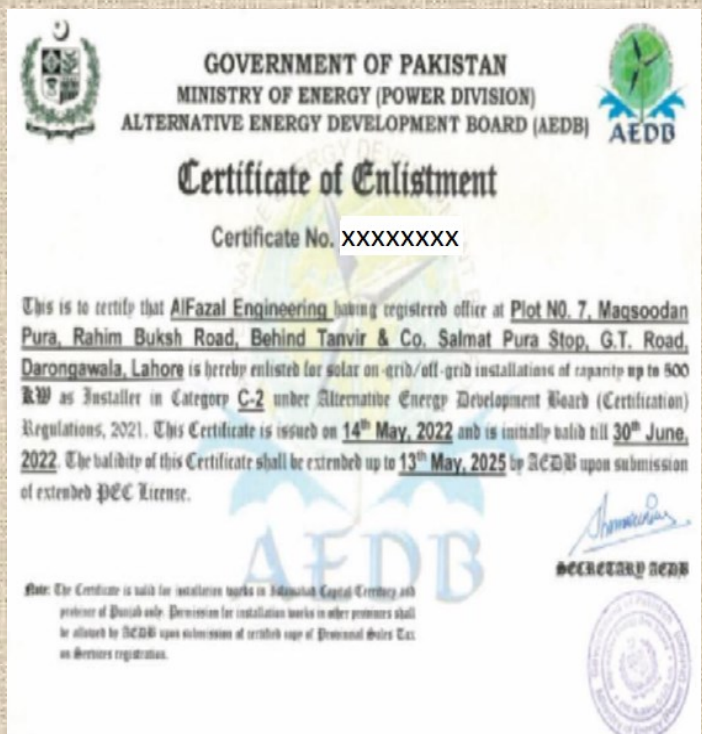 GOVERNMENT OF PAKISTAN
MINISTRY OF ENERGY (POWER DIVISION)
ALTERNATIVE ENERGY DEVELOPMENT BOARD (AEDB)
AEDB
Certificate of Enlistment
Certificate No. XXXXXXXX
This is to certify that AlFazal Engineering having registered office at Plot NO. 7, Maqsoodan
Pura, Rahim Buksh Road, Behind Tanvir & Co. Salmat Pura Stop, G.T. Road,
Darongawala, Lahore is hereby enlisted for solar on-grid/off-grid installations of capacity up to 500
KW as Installer in Category C-2 under Alternative Energy Development Board (Certification)
Regulations, 2021. This Certificate is issued on 14th May, 2022 and is initially valid till 30th June,
2022. The validity of this Certificate shall be extended up to 13th May, 2025 by AEDB upon submission
of extended PEC License.
AEDB
SECRETARY AEDB
Note: The Certificate is valid for installation works in Islamabad Capital Territory and
province of Punjab only. Permission for installation works in other provinces shall
be allowed by AEDB upon submission of certified copy of Provincial Sales Tax
on Services registration.